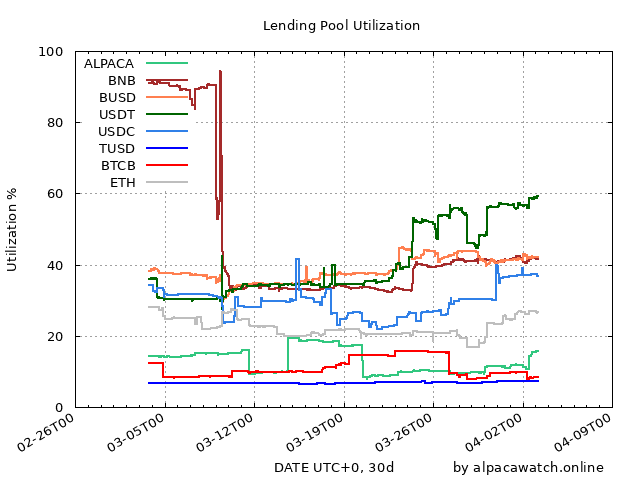 Lending Pool Utilization
100
80
60
40
20
0
Utilization %
ALPACA
BNB
BUSD
USDT
USDC
TUSD
BTCB
ETH
02-26T00
03-05T00
03-12T00
03-19T00
03-26T00
04-02T00
04-09T00
DATE UTC+0, 30d
by alpacawatch.online